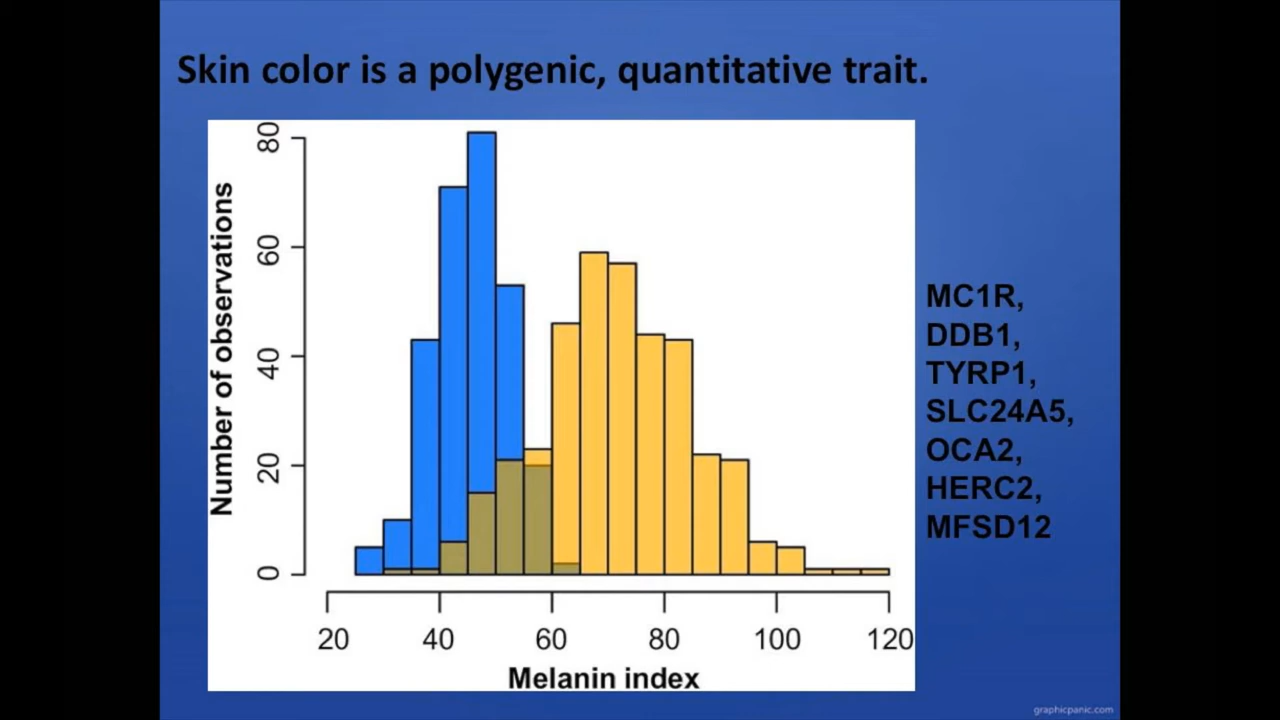 Skin color is a polygenic, quantitative trait.
80
60
40
20
0
Number of observations
20 40 60 80 100 120
Melanin index
MC1R,
DDB1,
TYRP1,
SLC24A5,
OCA2,
HERC2,
MFSD12
graphicpanic.com